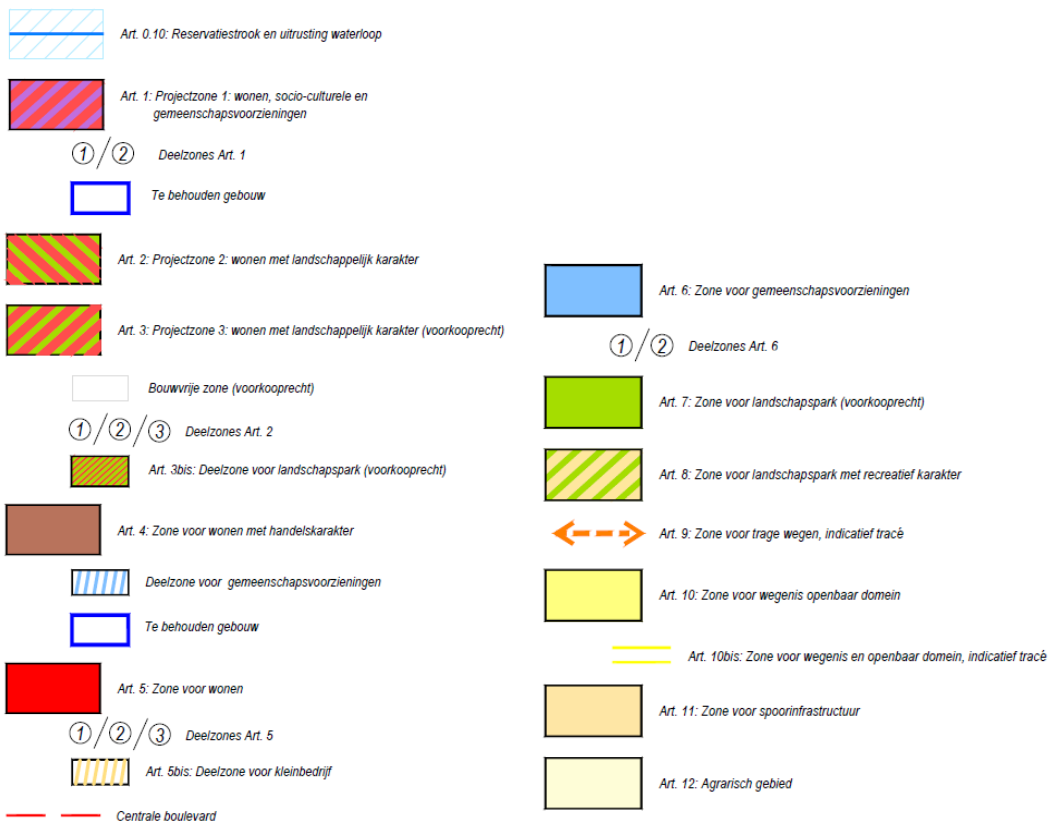 Art. 0.10: Reservatiestrook en uitrusting waterloop
Art. 1: Projectzone 1: wonen, socio-culturele en
gemeenschapsvoorzieningen
1/2 Deelzones Art. 1
Te behouden gebouw
Art. 2: Projectzone 2: wonen met landschappelijk karakter
Art. 3: Projectzone 3: wonen met landschappelijk karakter (voorkooprecht)
Bouwvrije zone (voorkooprecht)
1/2/3 Deelzones Art. 2
Art. 3bis: Deelzone voor landschapspark (voorkooprecht)
Art. 4: Zone voor wonen met handelskarakter
Deelzone voor gemeenschapsvoorzieningen
Te behouden gebouw
Art. 5: Zone voor wonen
1/2/3 Deelzones Art. 5
Art. 5bis: Deelzone voor kleinbedrijf
Centrale boulevard
Art. 6: Zone voor gemeenschapsvoorzieningen
1/2 Deelzones Art. 6
Art. 7: Zone voor landschapspark (voorkooprecht)
Art. 8: Zone voor landschapspark met recreatief karakter
Art. 9: Zone voor trage wegen, indicatief tracé
Art. 10: Zone voor wegenis openbaar domein
Art. 10bis: Zone voor wegenis en openbaar domein, indicatief tracé
Art. 11: Zone voor spoorinfrastructuur
Art. 12: Agrarisch gebied